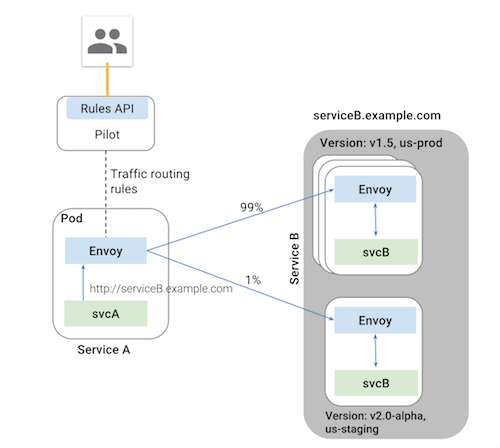 Rules API
Pilot
Traffic routing
rules
Pod
Envoy
http://serviceB.example.com
svcA
Service A
99%
1%
serviceB.example.com
Version: v1.5, us-prod
Envoy
svcB
Service B
Envoy
svcB
Version: v2.0-alpha,
us-staging